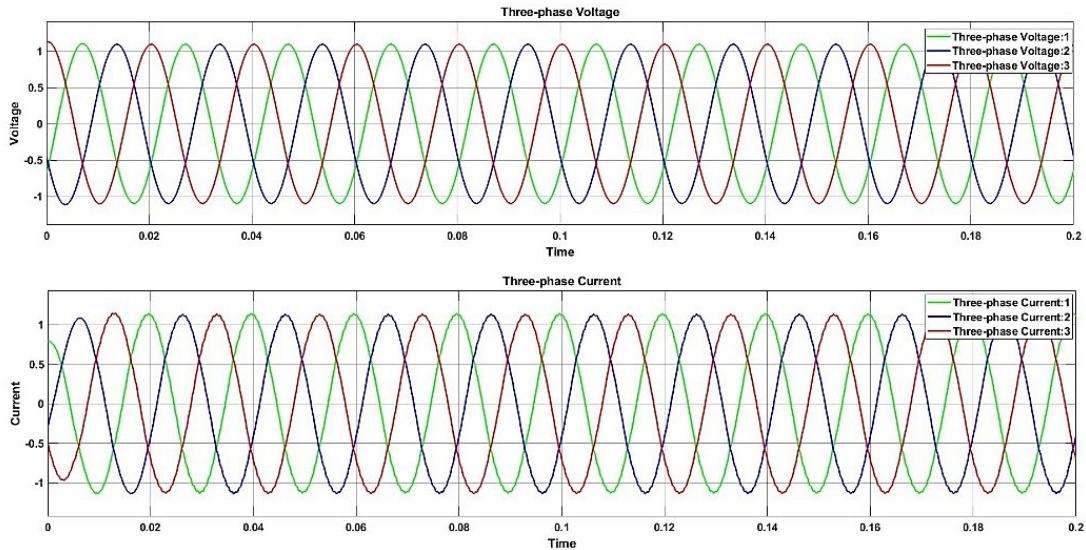 Three-phase Voltage
Three-phase Voltage:1
Three-phase Voltage:2
Three-phase Voltage:3
1
0.5
0
-0.5
-1
Voltage
0 0.02 0.04 0.06 0.08 0.1 0.12 0.14 0.16 0.18 0.2
Time
Three-phase Current
Three-phase Current:1
Three-phase Current:2
Three-phase Current:3
1
0.5
0
-0.5
-1
Current
0 0.02 0.04 0.06 0.08 0.1 0.12 0.14 0.16 0.18 0.2
Time